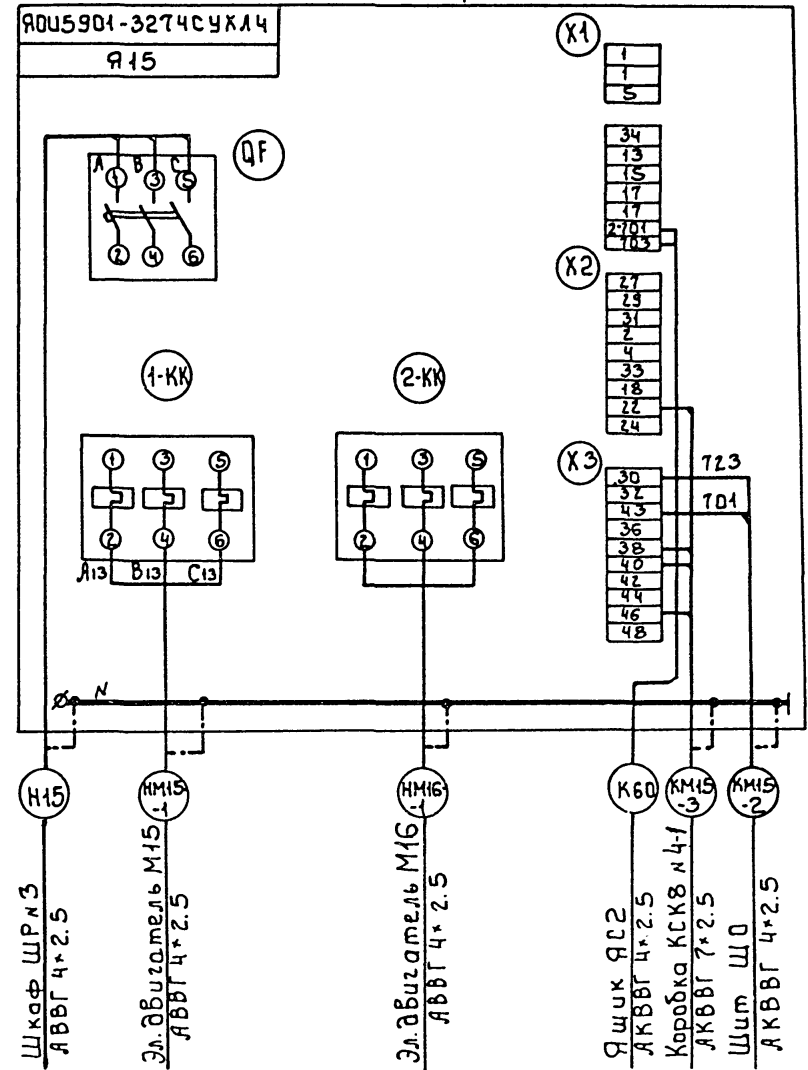 ЯОU5901-3274СУХЛ4
Я15
QF
A B C
1 3 5
2 4 6
X1
1
1
5
34
13
15
17
17
2-701
703
X2
27
29
31
2
4
33
18
22
24
X3
30
32
43
36
38
40
42
44
46
48
723
701
1-КК
1 3 5
2 4 6
A13 B13 C13
2-КК
1 3 5
2 4 6
N
Н15
НМ15-1
НМ16-1
К60
КМ15-3
КМ15-2
Шкаф ШР№3
АВВГ 4×2.5
Эл. двигатель М15
АВВГ 4×2.5
Эл. двигатель М16
АВВГ 4×2.5
Ящик ЯС2
АКВВГ 4×2.5
Коробка КСК8 №4-1
АКВВГ 7×2.5
Щит ЩО
АКВВГ 4×2.5